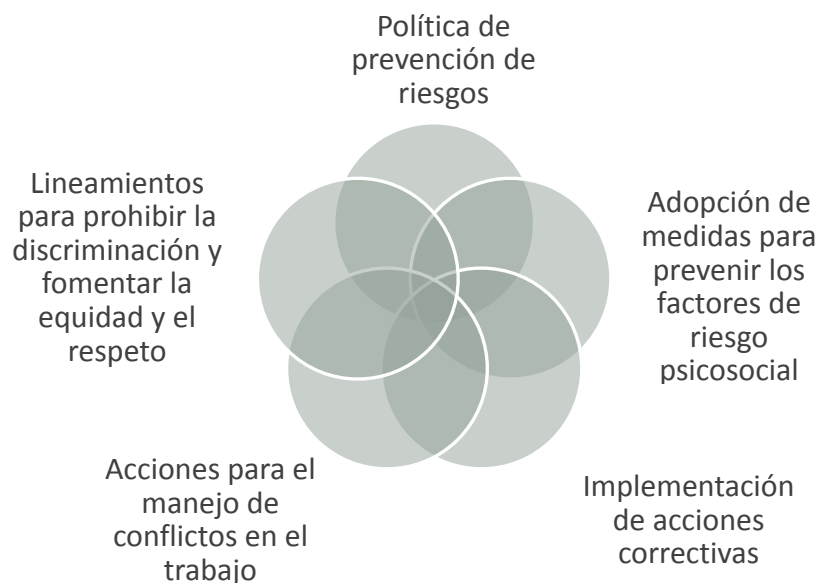 Política de
prevención de
riesgos
Adopción de
medidas para
prevenir los
factores de
riesgo
psicosocial
Implementación
de acciones
correctivas
Acciones para el
manejo de
conflictos en el
trabajo
Lineamientos
para prohibir la
discriminación y
fomentar la
equidad y el
respeto